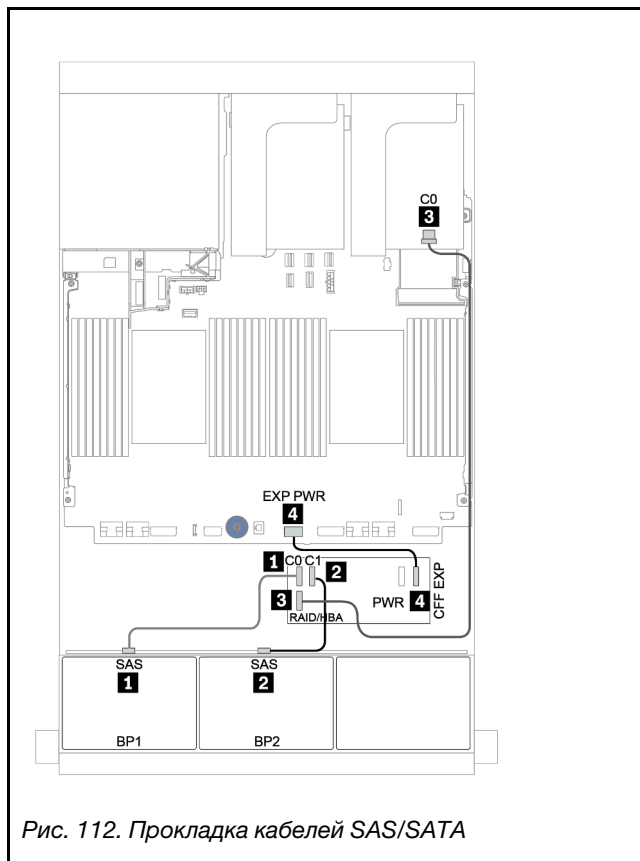 C0
3
EXP PWR
4
1 C0 C1 2
3 PWR 4
RAID/HBA
CFF EXP
SAS SAS
1 2
BP1 BP2
Рис. 112. Прокладка кабелей SAS/SATA